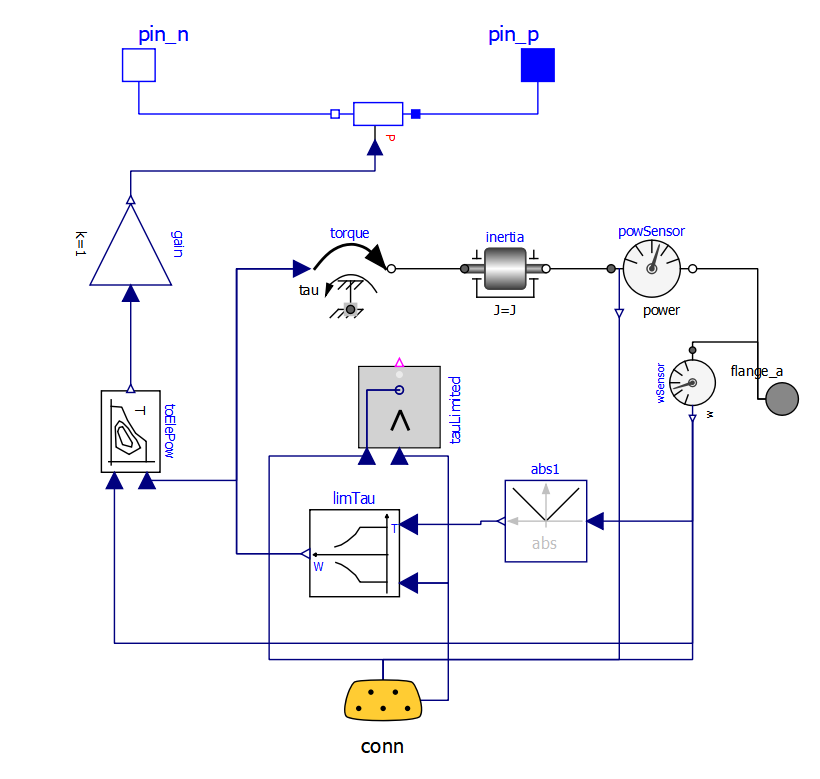 pin_n
pin_p
P
k=1
gain
torque
tau
inertia
J=J
powSensor
power
wSensor
w
flange_a
tauLimited
<
T
toElePow
limTau
T
W
abs1
abs
conn